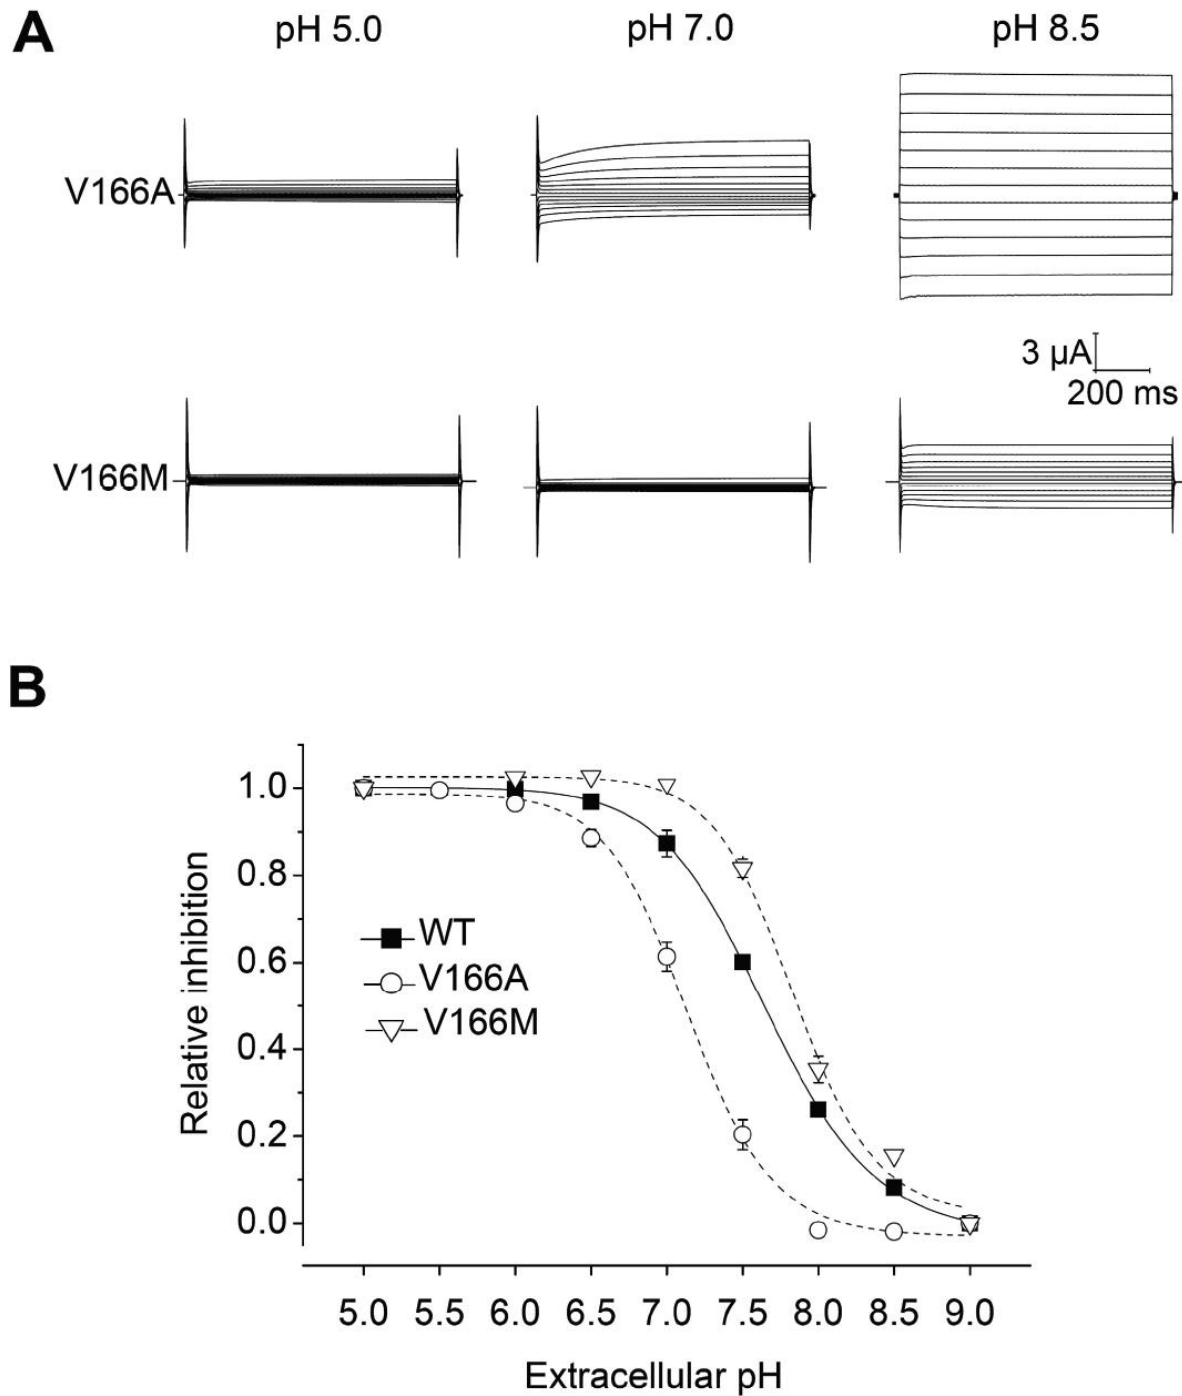 A
pH 5.0 pH 7.0 pH 8.5
V166A
3 µA
200 ms
V166M
B
1.0
0.8
0.6
0.4
0.2
0.0
Relative inhibition
WT
V166A
V166M
5.0 5.5 6.0 6.5 7.0 7.5 8.0 8.5 9.0
Extracellular pH